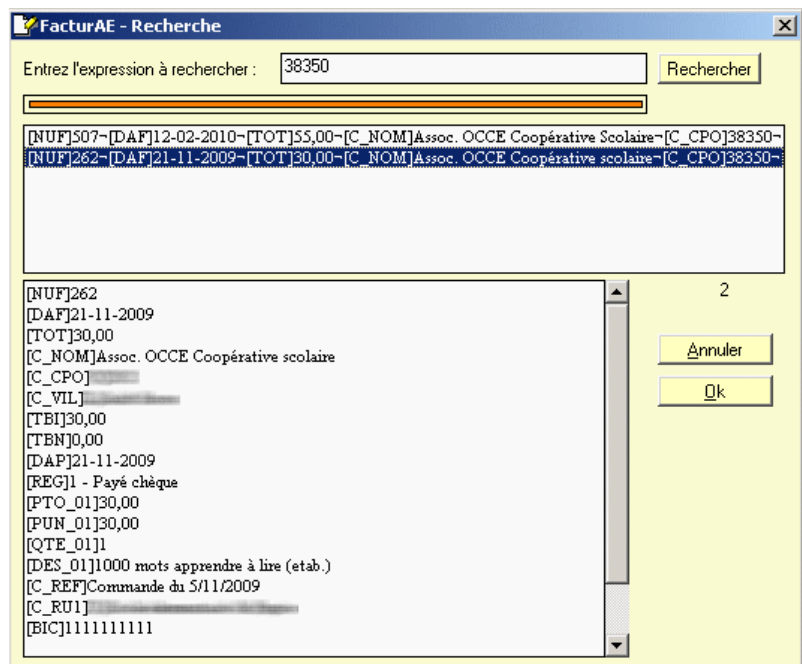 FacturAE - Recherche
Entrez l'expression à rechercher : 38350 Rechercher
[NUF]507¬[DAF]12-02-2010¬[TOT]55,00¬[C_NOM]Assoc. OCCE Coopérative Scolaire¬[C_CPO]38350¬
[NUF]262¬[DAF]21-11-2009¬[TOT]30,00¬[C_NOM]Assoc. OCCE Coopérative scolaire¬[C_CPO]38350¬
[NUF]262
[DAF]21-11-2009
[TOT]30,00
[C_NOM]Assoc. OCCE Coopérative scolaire
[C_CPO]
[C_VIL]
[TBI]30,00
[TBN]0,00
[DAP]21-11-2009
[REG]1 - Payé chèque
[PTO_01]30,00
[PUN_01]30,00
[QTE_01]1
[DES_01]1000 mots apprendre à lire (etab.)
[C_REF]Commande du 5/11/2009
[C_RU1]
[BIC]1111111111
2
Annuler
Ok